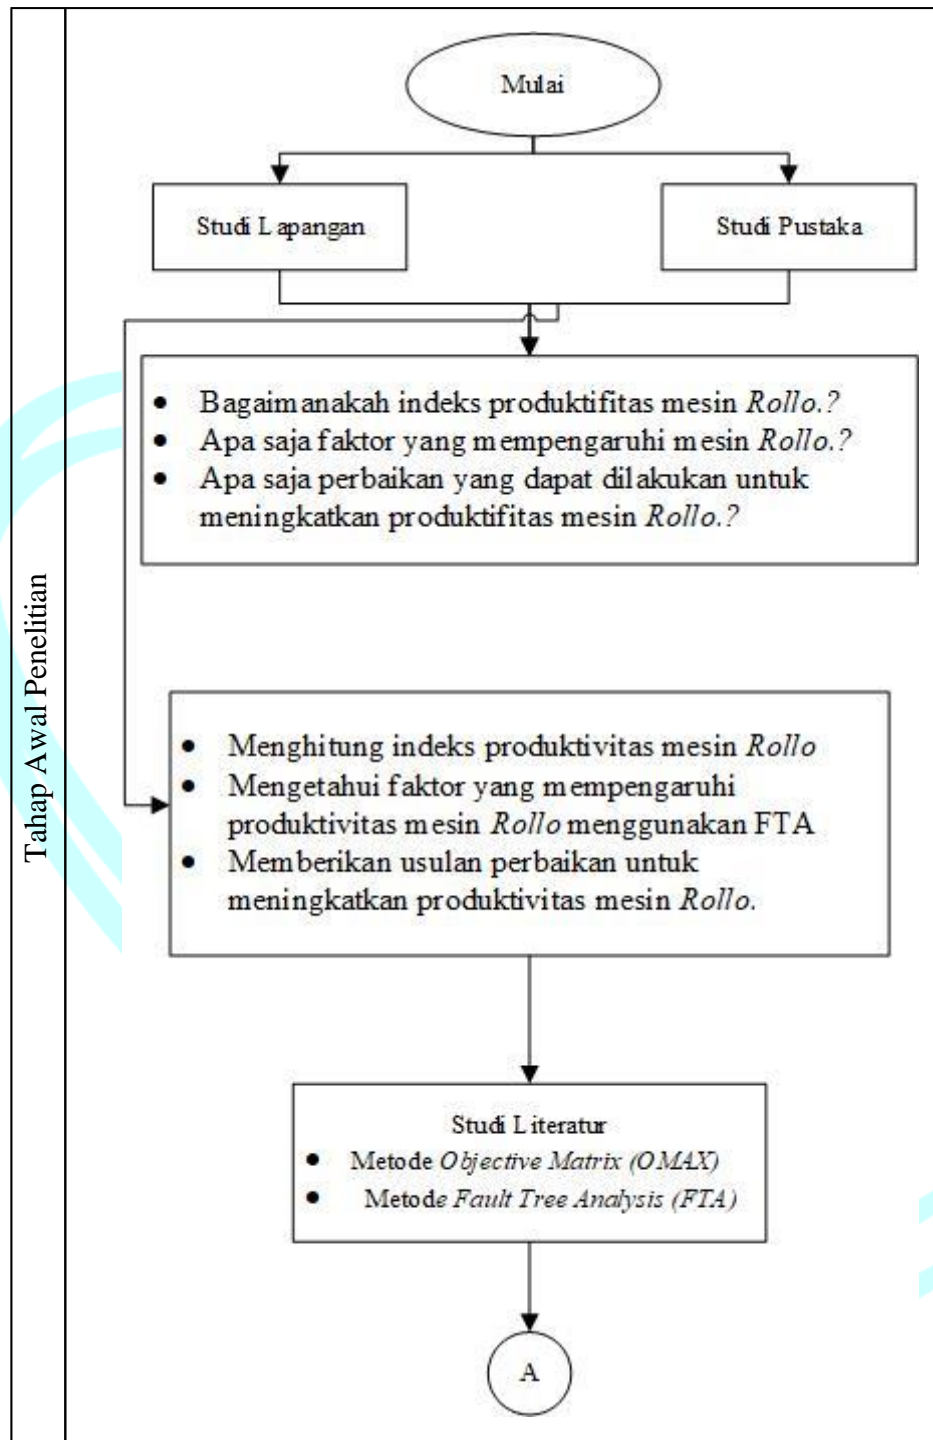 Tahap Awal Penelitian
Mulai
Studi Lapangan
Studi Pustaka
• Bagaimanakah indeks produktifitas mesin Rollo.?
• Apa saja faktor yang mempengaruhi mesin Rollo.?
• Apa saja perbaikan yang dapat dilakukan untuk
meningkatkan produktifitas mesin Rollo.?
• Menghitung indeks produktivitas mesin Rollo
• Mengetahui faktor yang mempengaruhi
produktivitas mesin Rollo menggunakan FTA
• Memberikan usulan perbaikan untuk
meningkatkan produktivitas mesin Rollo.
Studi Literatur
• Metode Objective Matrix (OMAX)
• Metode Fault Tree Analysis (FTA)
A